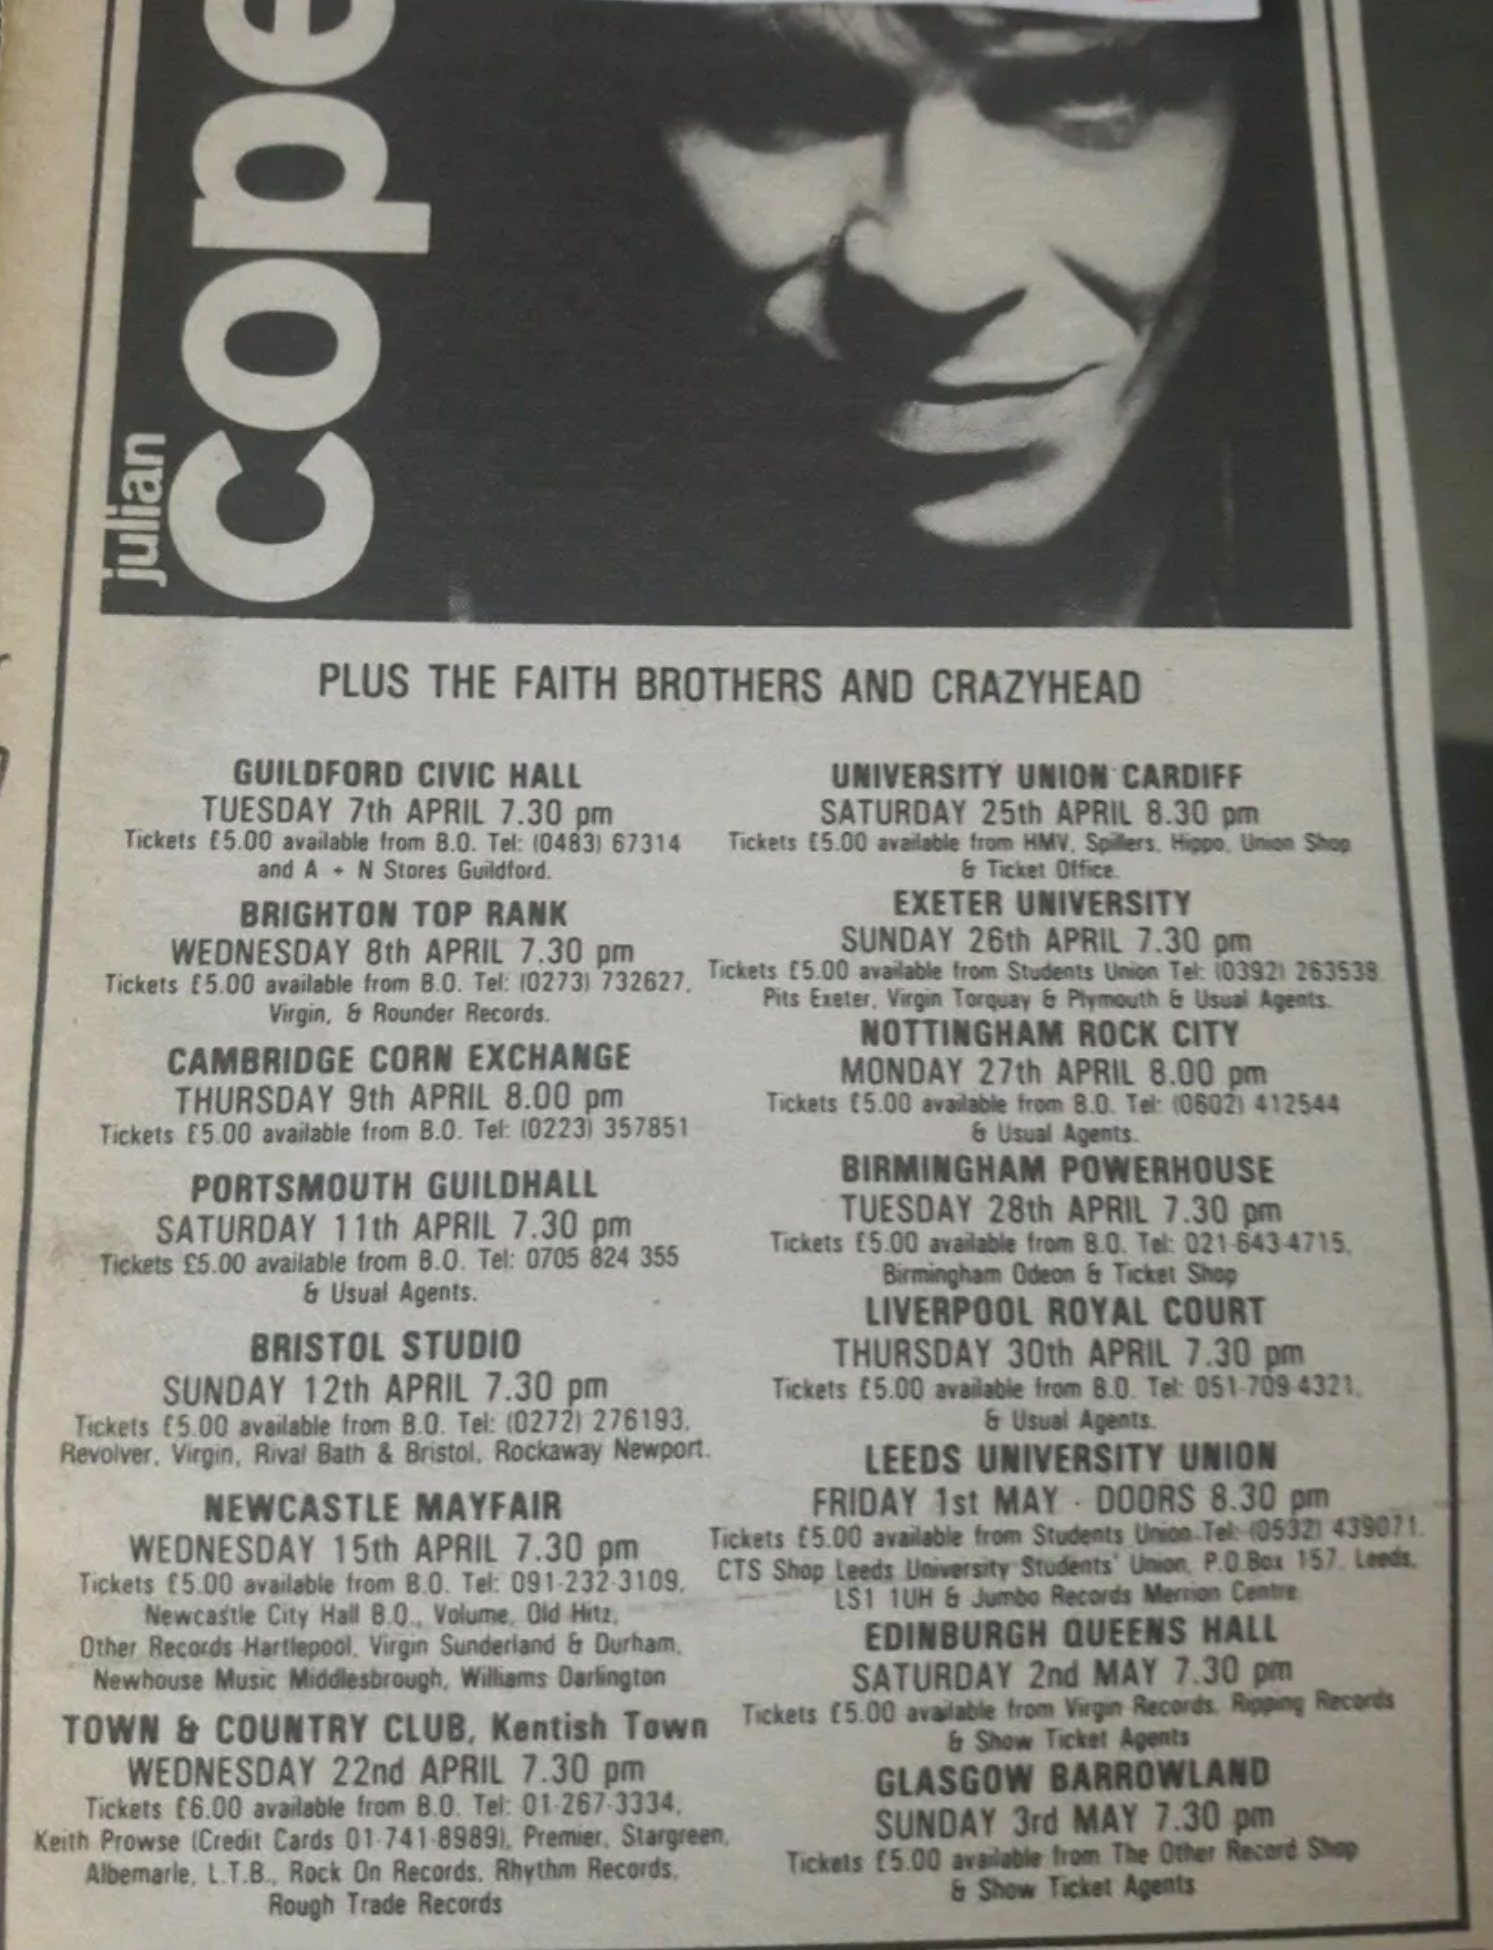 julian
cope
PLUS THE FAITH BROTHERS AND CRAZYHEAD
GUILDFORD CIVIC HALL
TUESDAY 7th APRIL 7.30 pm
Tickets £5.00 available from B.O. Tel: (0483) 67314
and A + N Stores Guildford.
BRIGHTON TOP RANK
WEDNESDAY 8th APRIL 7.30 pm
Tickets £5.00 available from B.O. Tel: (0273) 732627,
Virgin, & Rounder Records.
CAMBRIDGE CORN EXCHANGE
THURSDAY 9th APRIL 8.00 pm
Tickets £5.00 available from B.O. Tel: (0223) 357851
PORTSMOUTH GUILDHALL
SATURDAY 11th APRIL 7.30 pm
Tickets £5.00 available from B.O. Tel: 0705 824 355
& Usual Agents.
BRISTOL STUDIO
SUNDAY 12th APRIL 7.30 pm
Tickets £5.00 available from B.O. Tel: (0272) 276193,
Revolver, Virgin, Rival Bath & Bristol, Rockaway Newport.
NEWCASTLE MAYFAIR
WEDNESDAY 15th APRIL 7.30 pm
Tickets £5.00 available from B.O. Tel: 091-232-3109,
Newcastle City Hall B.O., Volume, Old Hitz,
Other Records Hartlepool, Virgin Sunderland & Durham,
Newhouse Music Middlesbrough, Williams Darlington
TOWN & COUNTRY CLUB, Kentish Town
WEDNESDAY 22nd APRIL 7.30 pm
Tickets £6.00 available from B.O. Tel: 01-267-3334,
Keith Prowse (Credit Cards 01-741-8989), Premier, Stargreen,
Albemarle, L.T.B., Rock On Records, Rhythm Records,
Rough Trade Records
UNIVERSITY UNION CARDIFF
SATURDAY 25th APRIL 8.30 pm
Tickets £5.00 available from HMV, Spillers, Hippo, Union Shop
& Ticket Office.
EXETER UNIVERSITY
SUNDAY 26th APRIL 7.30 pm
Tickets £5.00 available from Students Union Tel: (0392) 263538
Pits Exeter, Virgin Torquay & Plymouth & Usual Agents.
NOTTINGHAM ROCK CITY
MONDAY 27th APRIL 8.00 pm
Tickets £5.00 available from B.O. Tel: (0602) 412544
& Usual Agents.
BIRMINGHAM POWERHOUSE
TUESDAY 28th APRIL 7.30 pm
Tickets £5.00 available from B.O. Tel: 021-643-4715,
Birmingham Odeon & Ticket Shop
LIVERPOOL ROYAL COURT
THURSDAY 30th APRIL 7.30 pm
Tickets £5.00 available from B.O. Tel: 051-709-4321,
& Usual Agents.
LEEDS UNIVERSITY UNION
FRIDAY 1st MAY - DOORS 8.30 pm
Tickets £5.00 available from Students Union Tel: (0532) 439071.
CTS Shop Leeds University Students' Union, P.O.Box 157, Leeds,
LS1 1UH & Jumbo Records Merrion Centre
EDINBURGH QUEENS HALL
SATURDAY 2nd MAY 7.30 pm
Tickets £5.00 available from Virgin Records, Ripping Records
& Show Ticket Agents
GLASGOW BARROWLAND
SUNDAY 3rd MAY 7.30 pm
Tickets £5.00 available from The Other Record Shop
& Show Ticket Agents